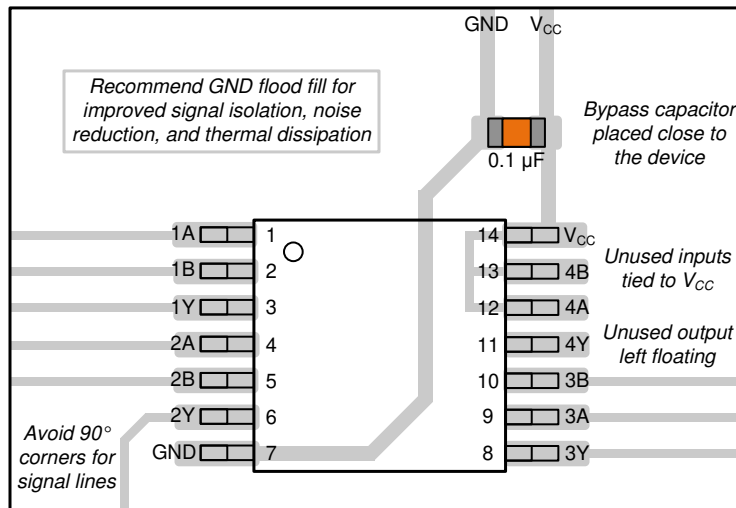 GND V_CC
Recommend GND flood fill for
improved signal isolation, noise
reduction, and thermal dissipation
Bypass capacitor
placed close to
the device
0.1 µF
1A 1 14 V_CC
1B 2 13 4B
1Y 3 12 4A
2A 4 11 4Y
2B 5 10 3B
2Y 6 9 3A
GND 7 8 3Y
Unused inputs
tied to V_CC
Unused output
left floating
Avoid 90°
corners for
signal lines